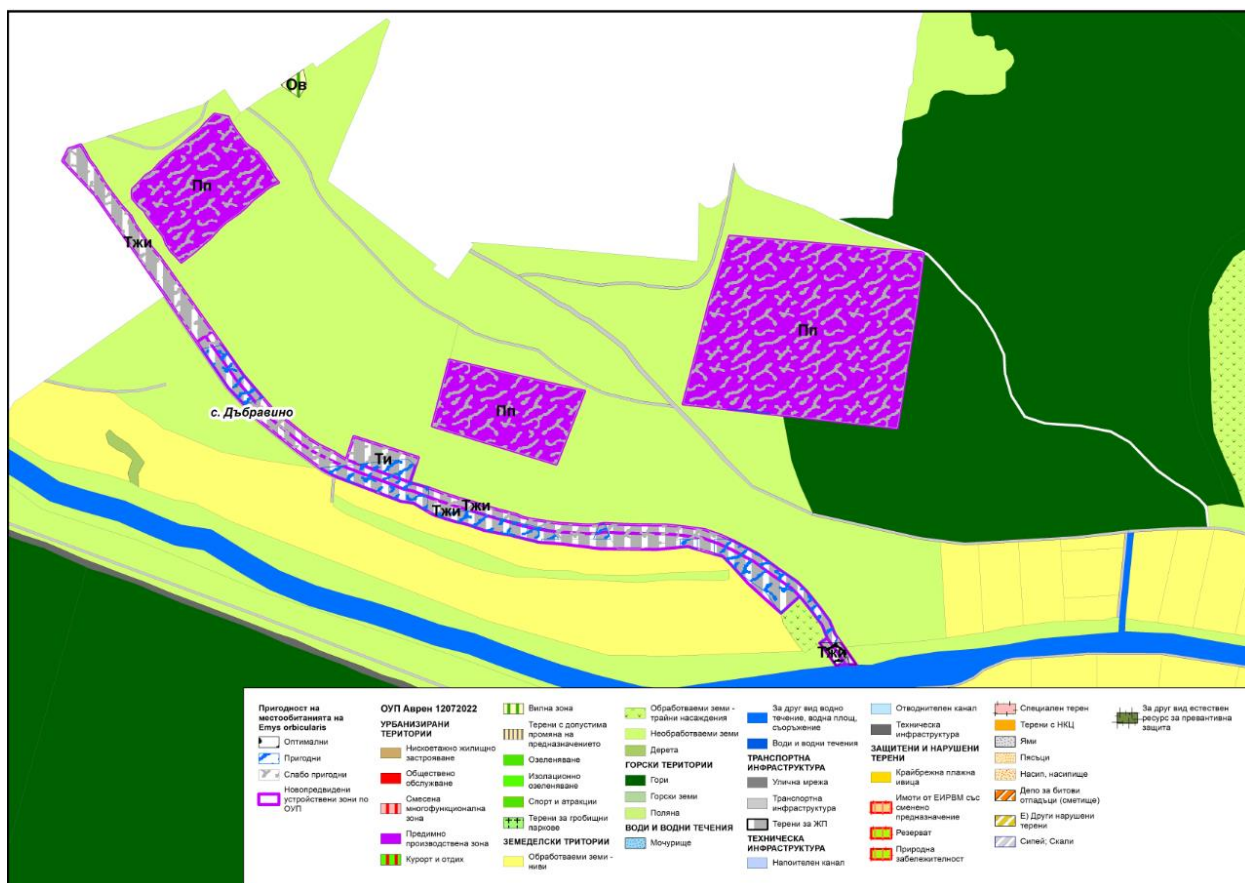 Ов
Пп
Тжи
Пп
Пп
с. Дъбравино
Ти
Тжи
Тжи
Тжи
Пригодност на
местообитанията на
Emys orbicularis
Оптимални
Пригодни
Слабо пригодни
Новопредвидени
устройствени зони по
ОУП
ОУП Аврен 12072022
УРБАНИЗИРАНИ
ТЕРИТОРИИ
Нискоетажно жилищно
застрояване
Обществено
обслужване
Смесена
многофункционална
зона
Предимно
производствена зона
Курорт и отдих
Вилна зона
Терени с допустима
промяна на
предназначението
Озеленяване
Изолационно
озеленяване
Спорт и атракции
Терени за гробищни
паркове
ЗЕМЕДЕЛСКИ ТРИТОРИИ
Обработваеми земи -
ниви
Обработваеми земи -
трайни насаждения
Необработваеми земи
Дерета
ГОРСКИ ТЕРИТОРИИ
Гори
Горски земи
Поляна
ВОДИ И ВОДНИ ТЕЧЕНИЯ
Мочурище
За друг вид водно
течение, водна площ,
съоръжение
Води и водни течения
ТРАНСПОРТНА
ИНФРАСТРУКТУРА
Улична мрежа
Транспортна
инфраструктура
Терени за ЖП
ТЕХНИЧЕСКА
ИНФРАСТРУКТУРА
Напоителен канал
Отводнителен канал
Техническа
инфраструктура
ЗАЩИТЕНИ И НАРУШЕНИ
ТЕРЕНИ
Крайбрежна плажна
ивица
Имоти от ЕИРВМ със
сменено
предназначение
Резерват
Природна
забележителност
Специален терен
Терени с НКЦ
Ями
Пясъци
Насип, насипище
Депо за битови
отпадъци (сметище)
Е) Други нарушени
терени
Сипей; Скали
За друг вид естествен
ресурс за превантивна
защита